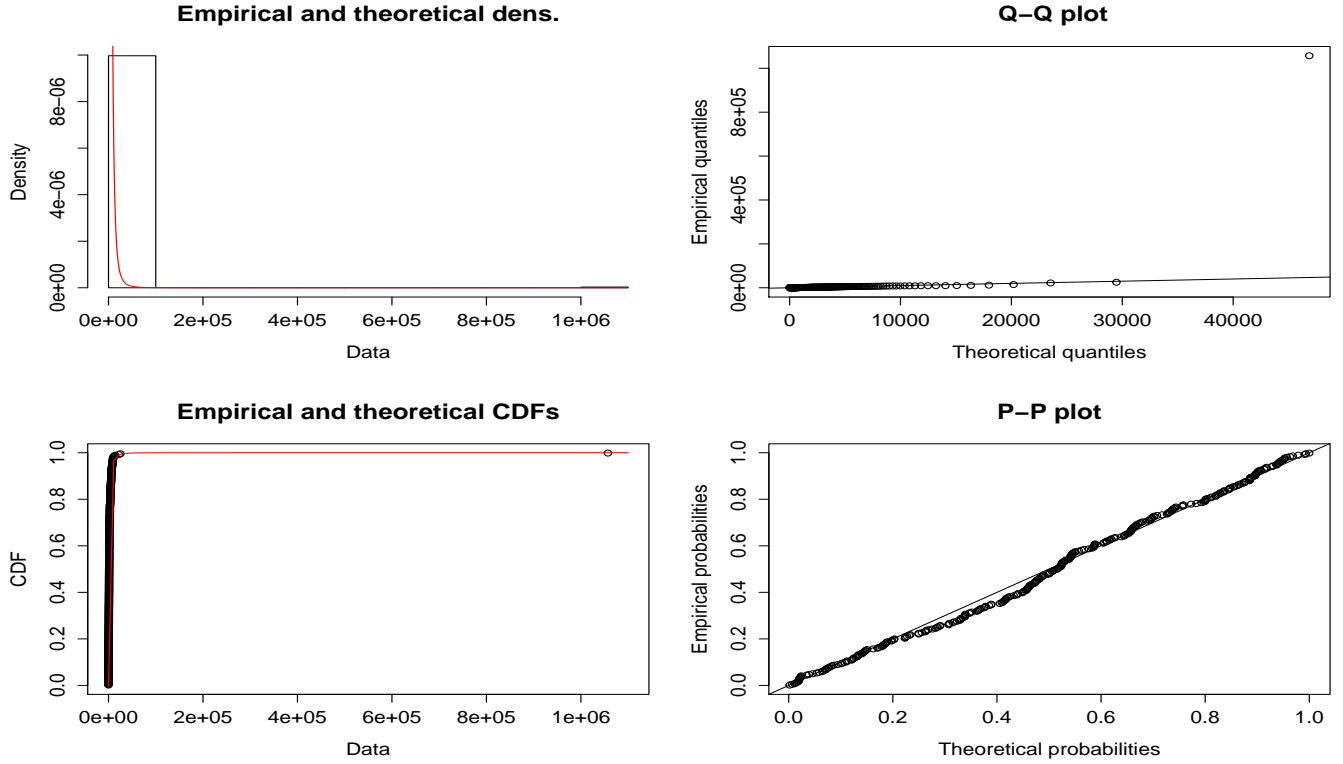 Empirical and theoretical dens.
Density
0e+00 4e−06 8e−06
0e+00 2e+05 4e+05 6e+05 8e+05 1e+06
Data
Q−Q plot
Empirical quantiles
0e+00 4e+05 8e+05
0 10000 20000 30000 40000
Theoretical quantiles
Empirical and theoretical CDFs
CDF
0.0 0.2 0.4 0.6 0.8 1.0
0e+00 2e+05 4e+05 6e+05 8e+05 1e+06
Data
P−P plot
Empirical probabilities
0.0 0.2 0.4 0.6 0.8 1.0
0.0 0.2 0.4 0.6 0.8 1.0
Theoretical probabilities